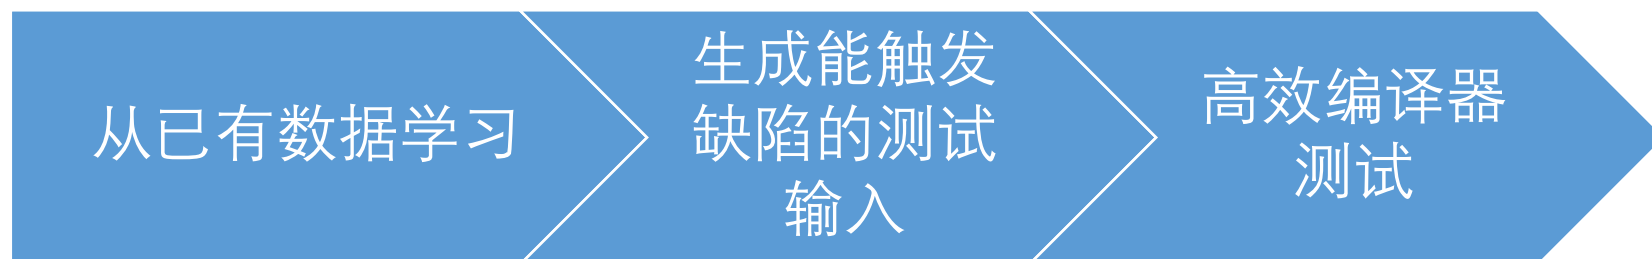 从已有数据学习
生成能触发
缺陷的测试
输入
高效编译器
测试